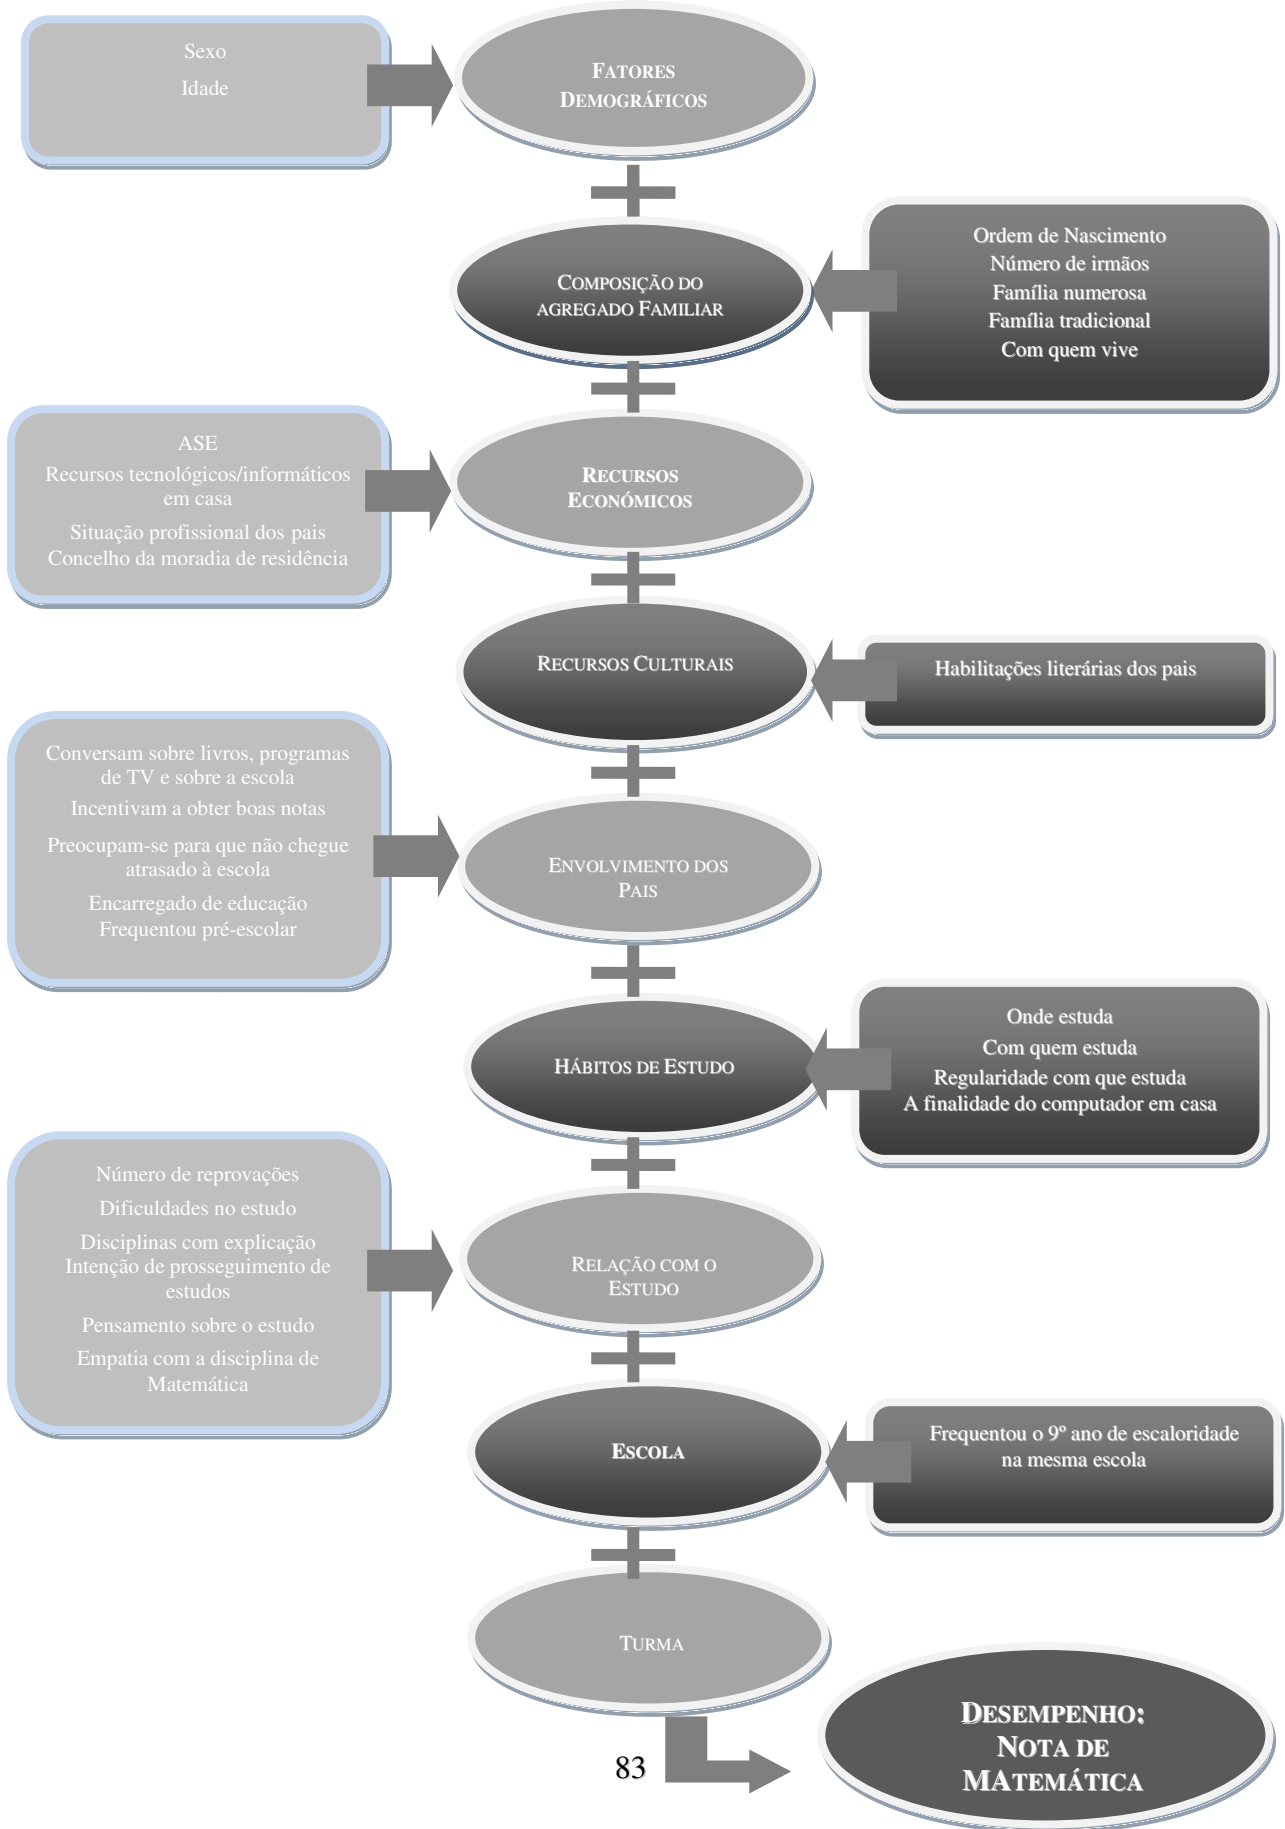 Sexo
Idade
FATORES
DEMOGRÁFICOS
COMPOSIÇÃO DO
AGREGADO FAMILIAR
Ordem de Nascimento
Número de irmãos
Família numerosa
Família tradicional
Com quem vive
ASE
Recursos tecnológicos/informáticos
em casa
Situação profissional dos pais
Concelho da moradia de residência
RECURSOS
ECONÓMICOS
RECURSOS CULTURAIS
Habilitações literárias dos pais
Conversam sobre livros, programas
de TV e sobre a escola
Incentivam a obter boas notas
Preocupam-se para que não chegue
atrasado à escola
Encarregado de educação
Frequentou pré-escolar
ENVOLVIMENTO DOS
PAIS
HÁBITOS DE ESTUDO
Onde estuda
Com quem estuda
Regularidade com que estuda
A finalidade do computador em casa
Número de reprovações
Dificuldades no estudo
Disciplinas com explicação
Intenção de prosseguimento de
estudos
Pensamento sobre o estudo
Empatia com a disciplina de
Matemática
RELAÇÃO COM O
ESTUDO
ESCOLA
Frequentou o 9º ano de escaloridade
na mesma escola
TURMA
DESEMPENHO:
NOTA DE
MATEMÁTICA
83